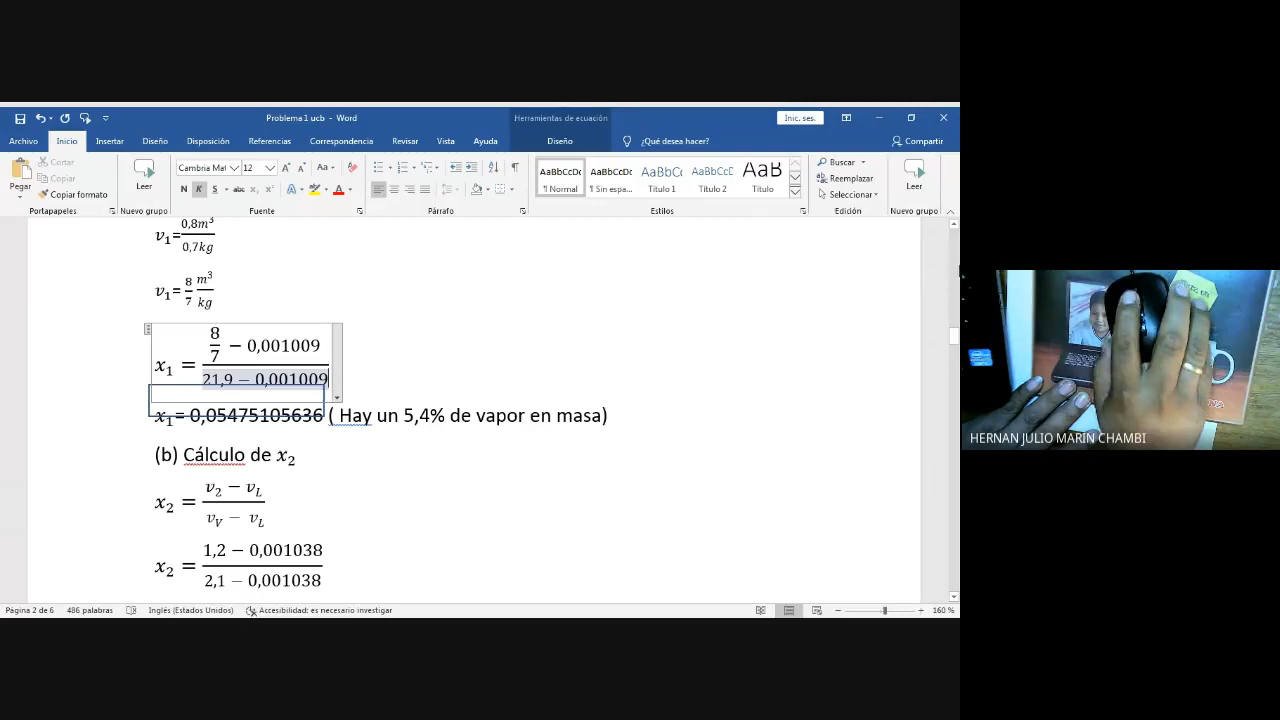 Problema1 ucb - Word
Herramientas de ecuación
Inic. ses.
Archivo Inicio Insertar Diseño Disposición Referencias Correspondencia Revisar Vista Ayuda Diseño ¿Qué desea hacer? Compartir
Pegar
Cortar
Copiar
Copiar formato
Portapapeles
Leer
Nuevo grupo
Cambria Mat 12
N K S abc x₂ x²
Fuente
Párrafo
AaBbCcDc AaBbCcDc AaBbCc AaBbCcD AaB
¶ Normal ¶ Sin espa... Título 1 Título 2 Título
Estilos
Buscar
Reemplazar
Seleccionar
Edición
Leer
Nuevo grupo
v₁=0,8m³/0,7kg
v₁= 8/7 m³/kg
x₁ = (8/7 − 0,001009)/(21,9 − 0,001009)
x₁= 0,05475105636 ( Hay un 5,4% de vapor en masa)
(b) Cálculo de x₂
x₂ = (v₂ − v_L)/(v_V − v_L)
x₂ = (1,2 − 0,001038)/(2,1 − 0,001038)
Página 2 de 6 486 palabras Inglés (Estados Unidos) Accesibilidad: es necesario investigar 160 %
HERNAN JULIO MARIN CHAMBI